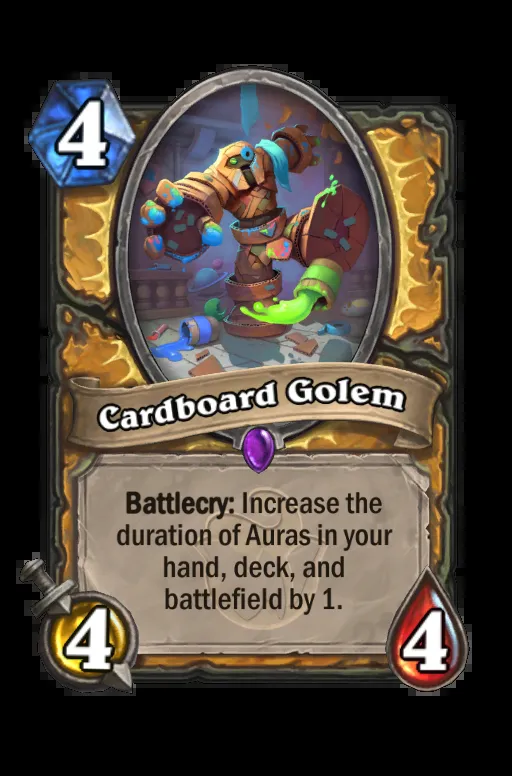 4
Cardboard Golem
Battlecry: Increase the
duration of Auras in your
hand, deck, and
battlefield by 1.
4
4